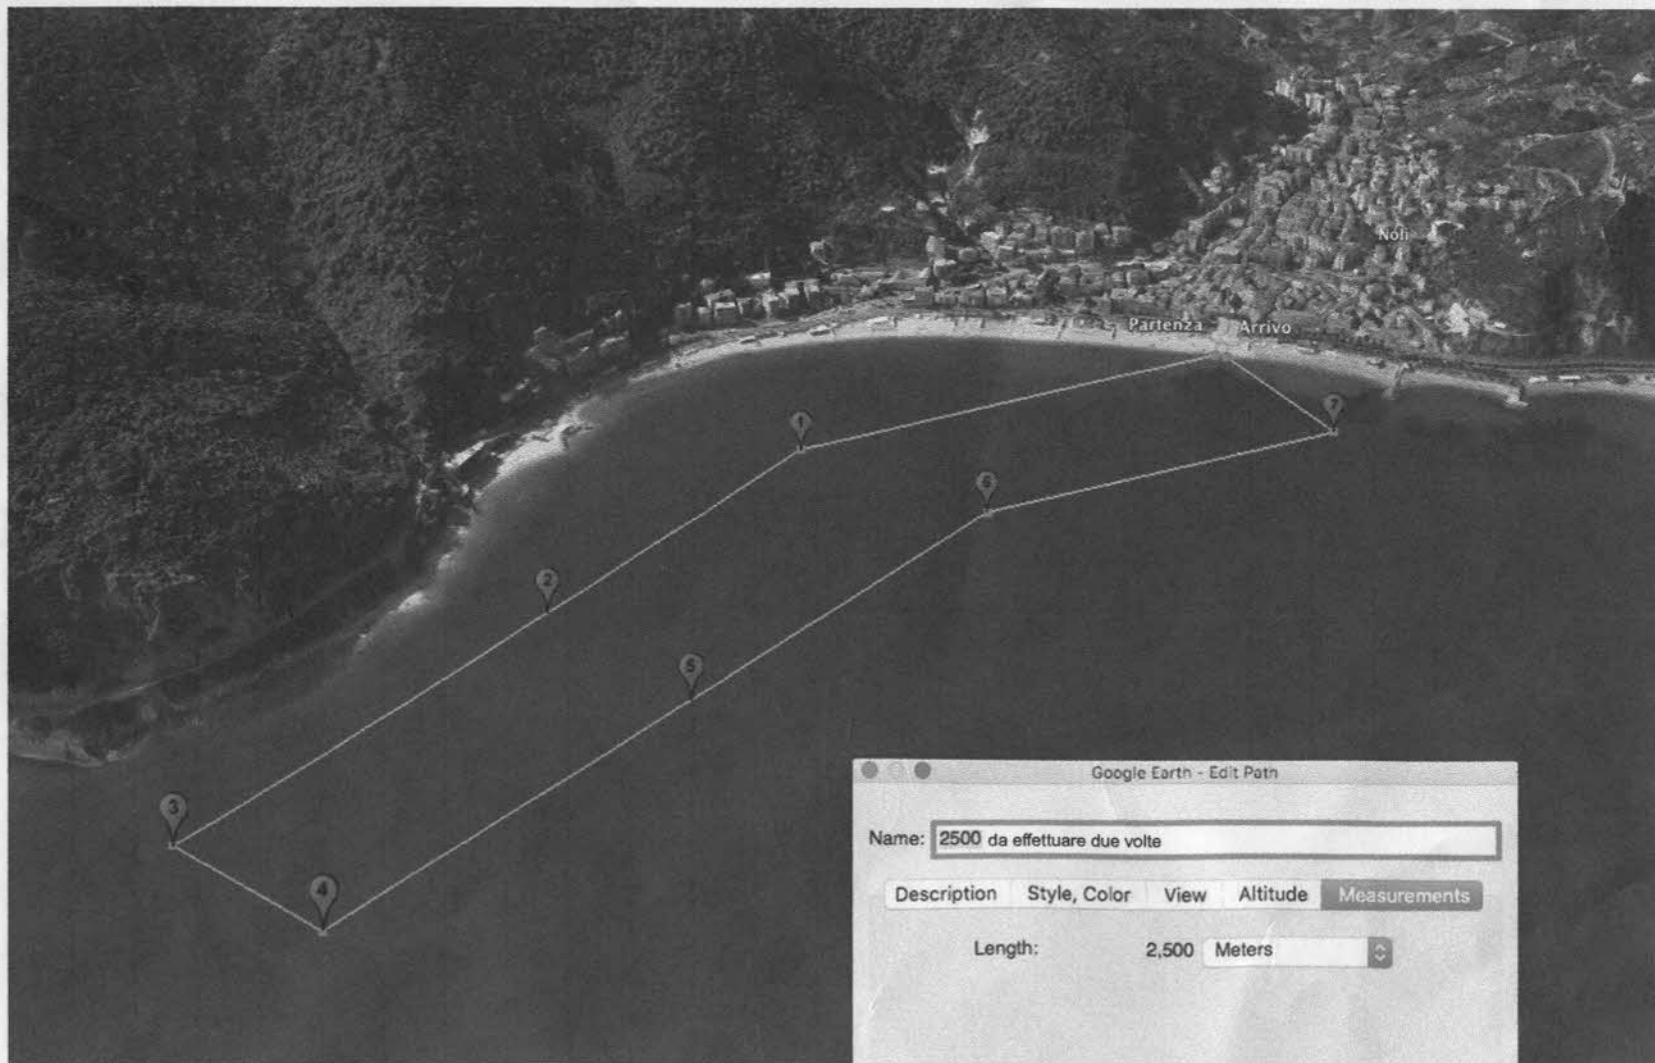 Noli
Partenza Arrivo
1
7
6
2
5
3
4
Google Earth - Edit Path
Name: 2500 da effettuare due volte
Description Style, Color View Altitude Measurements
Length: 2,500 Meters